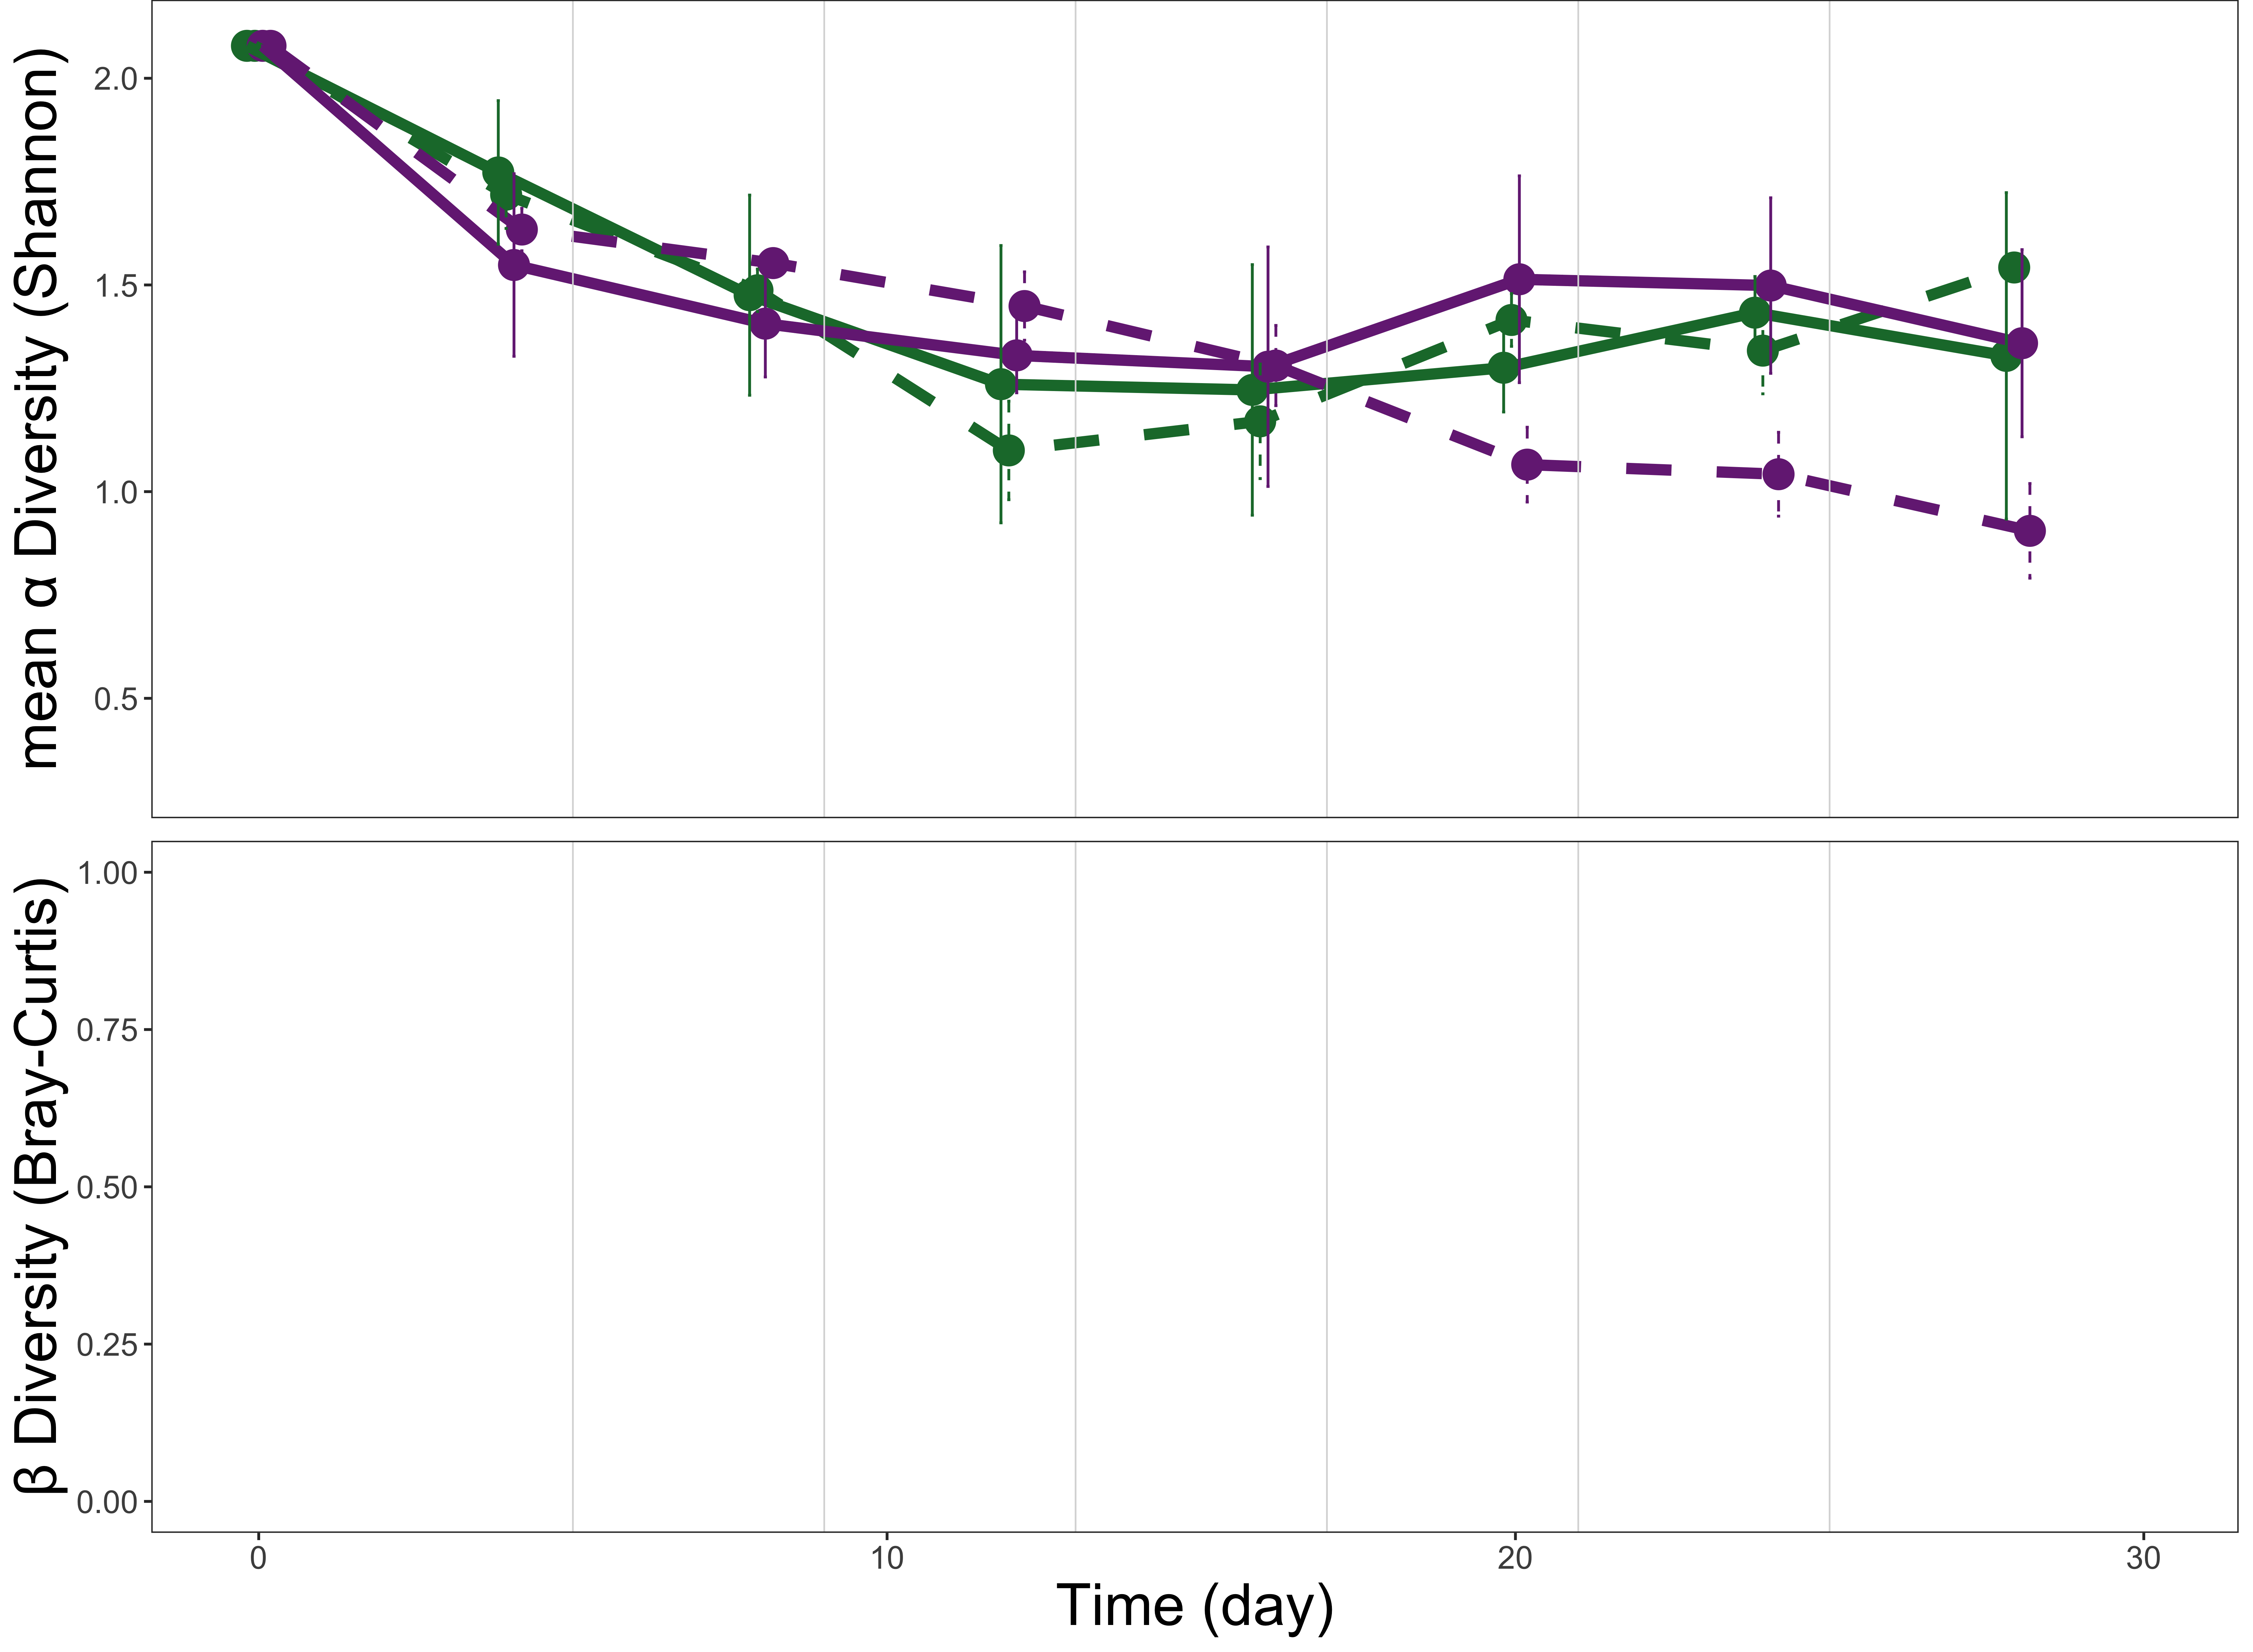 mean α Diversity (Shannon)
2.0
1.5
1.0
0.5
β Diversity (Bray-Curtis)
1.00
0.75
0.50
0.25
0.00
0 10 20 30
Time (day)